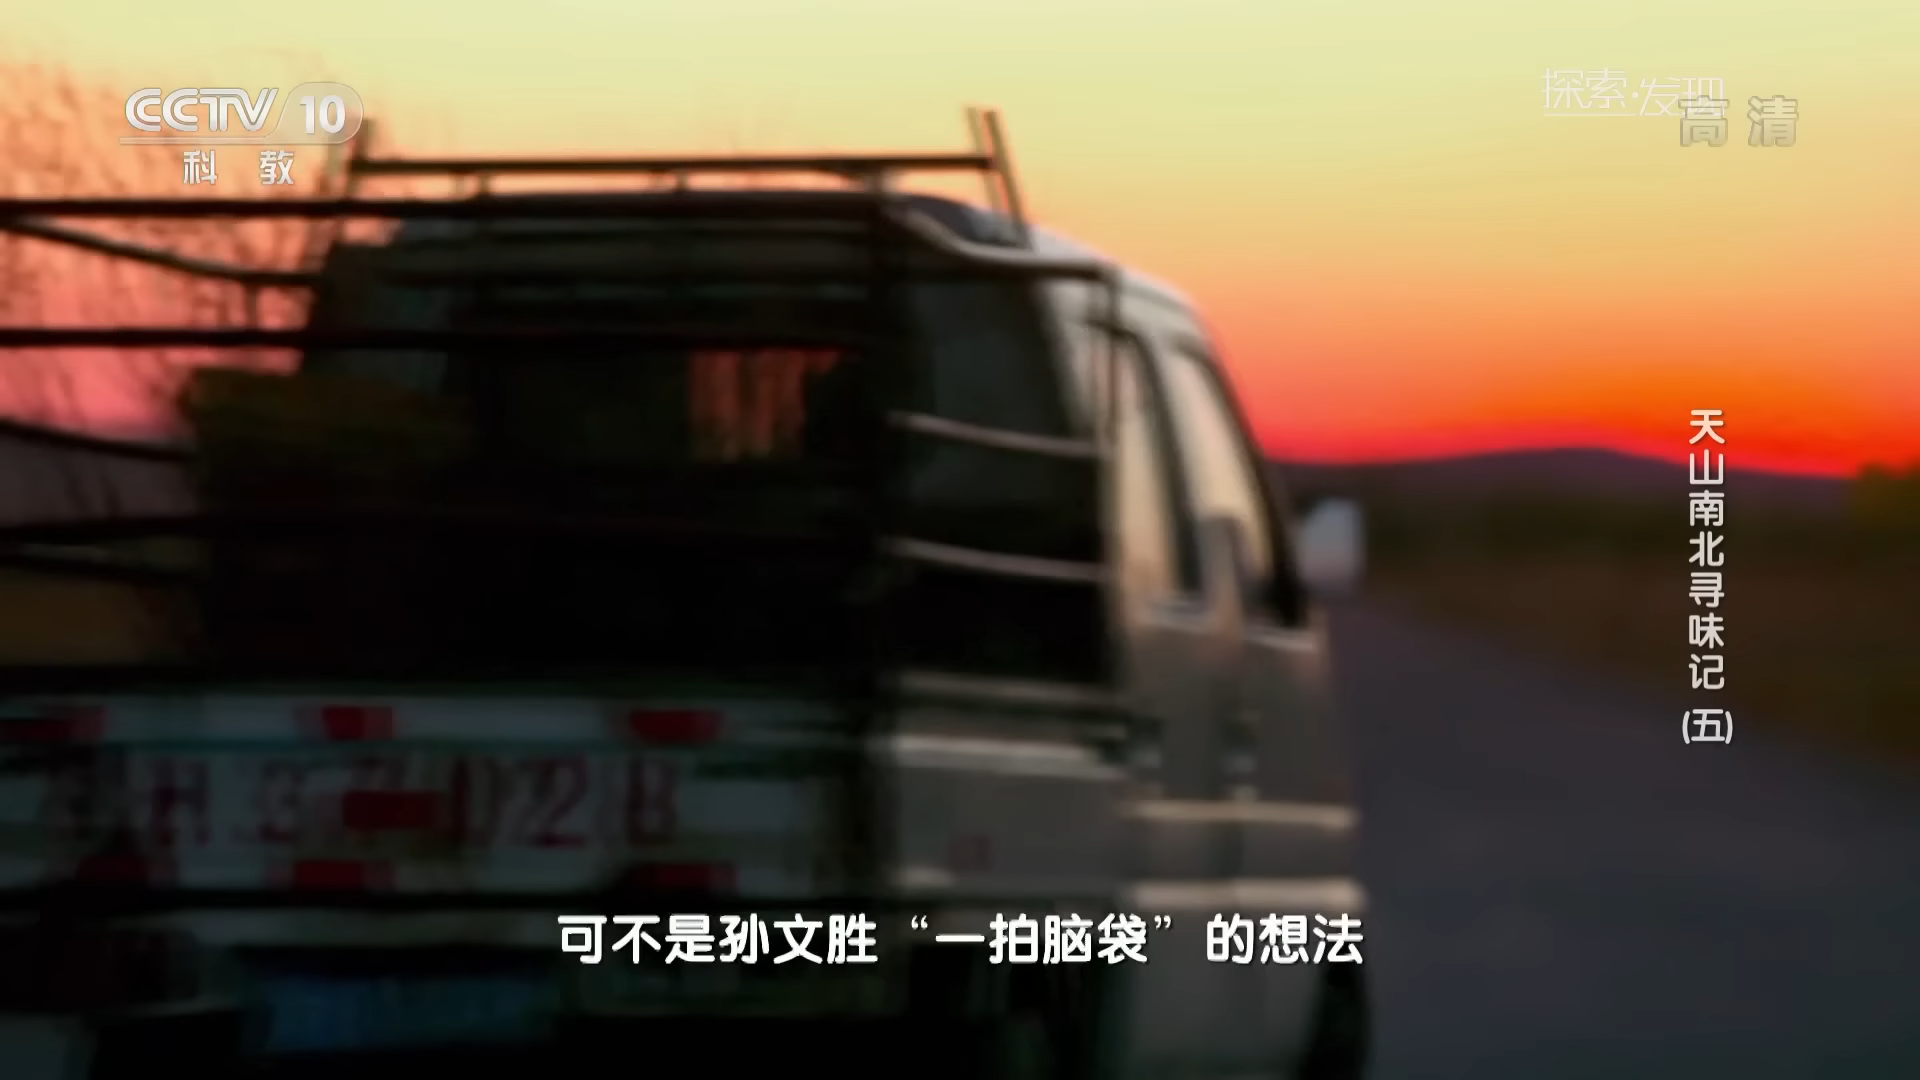 CCTV 10
科 教
探索·发现
高 清
天山南北寻味记(五)
可不是孙文胜“一拍脑袋”的想法